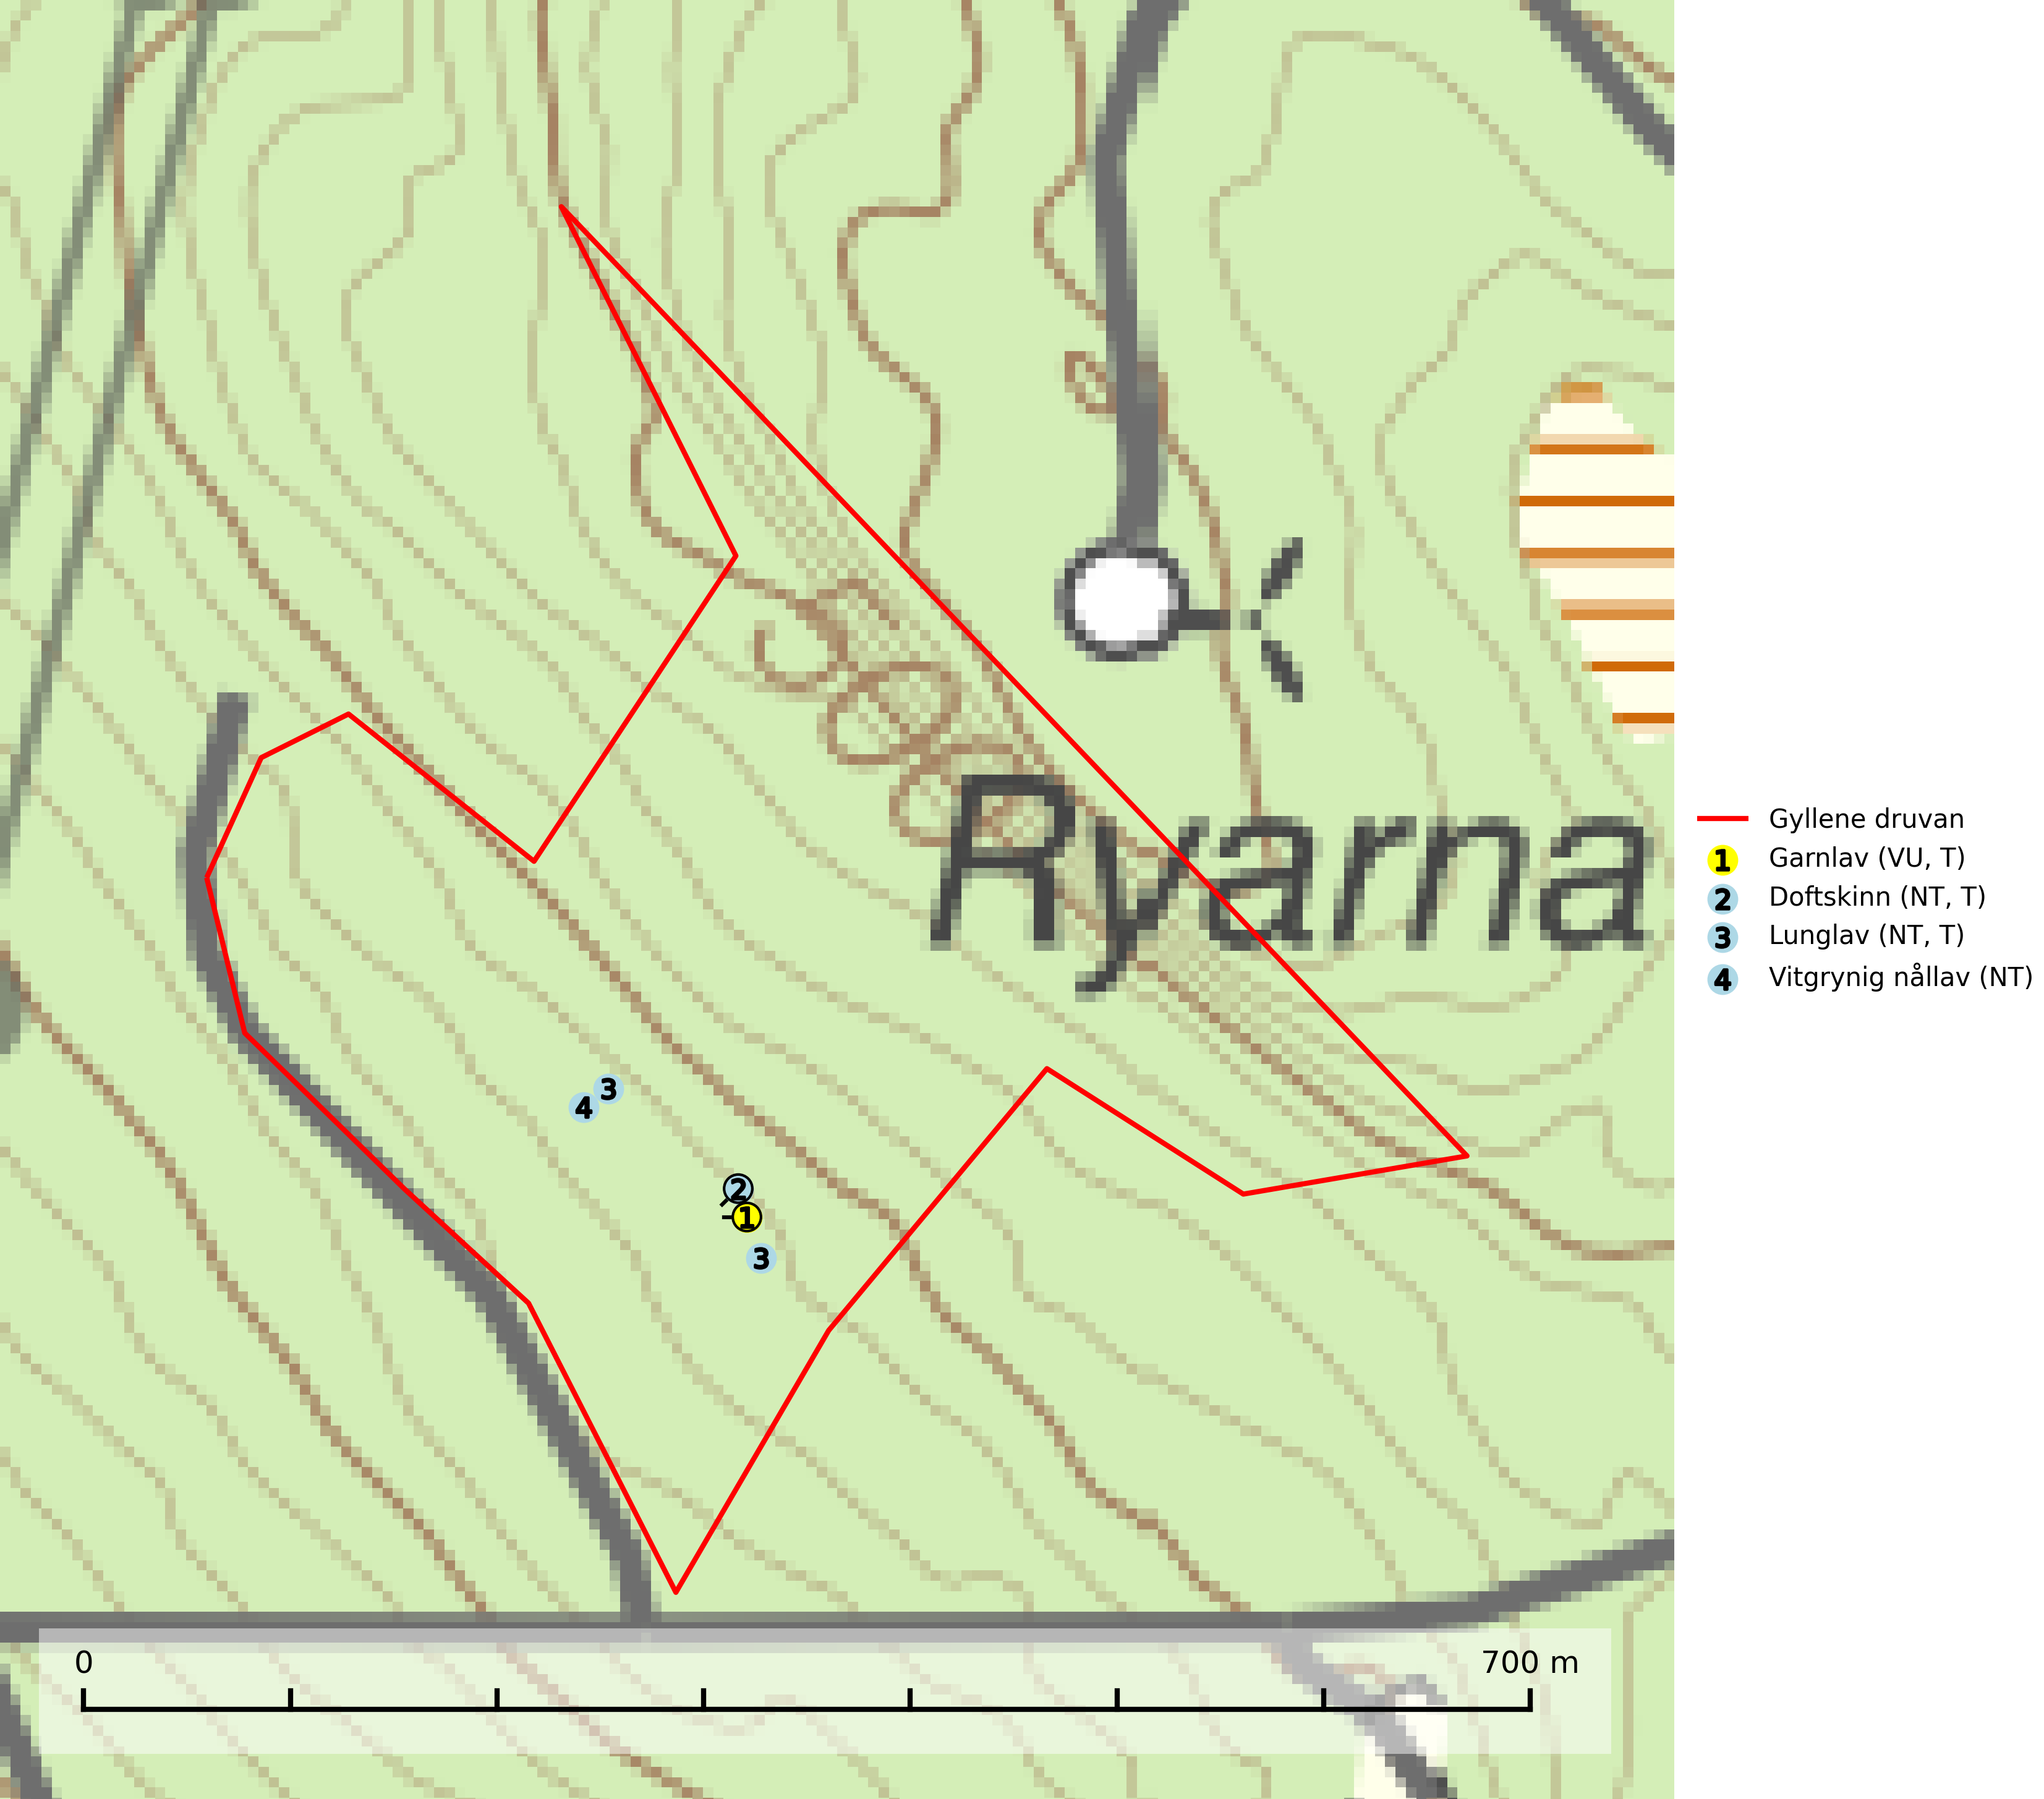 Ryarna
Gyllene druvan
1 Garnlav (VU, T)
2 Doftskinn (NT, T)
3 Lunglav (NT, T)
4 Vitgrynig nållav (NT)
3
4
2
1
3
0 700 m